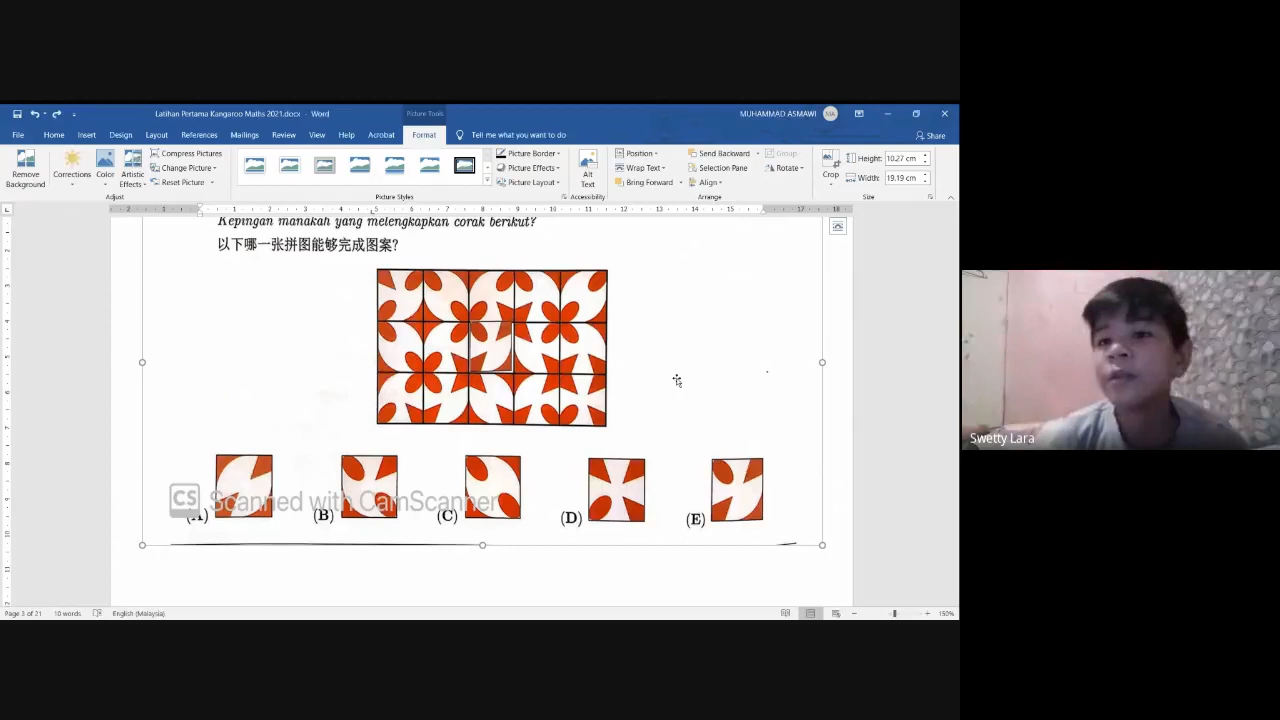 Latihan Pertama Kangaroo Maths 2021.docx - Word
Picture Tools
MUHAMMAD ASMAWI
MA
File Home Insert Design Layout References Mailings Review View Help Acrobat Format Tell me what you want to do
Share
Remove Background
Corrections
Color
Artistic Effects
Compress Pictures
Change Picture
Reset Picture
Adjust
Picture Styles
Picture Border
Picture Effects
Picture Layout
Alt Text
Accessibility
Position
Wrap Text
Bring Forward
Send Backward
Selection Pane
Align
Group
Rotate
Arrange
Crop
Height: 10.27 cm
Width: 19.19 cm
Size
Kepingan manakah yang melengkapkan corak berikut?
以下哪一张拼图能够完成图案?
CS Scanned with CamScanner
(A) (B) (C) (D) (E)
Page 3 of 21 10 words English (Malaysia)
150%
Swetty Lara